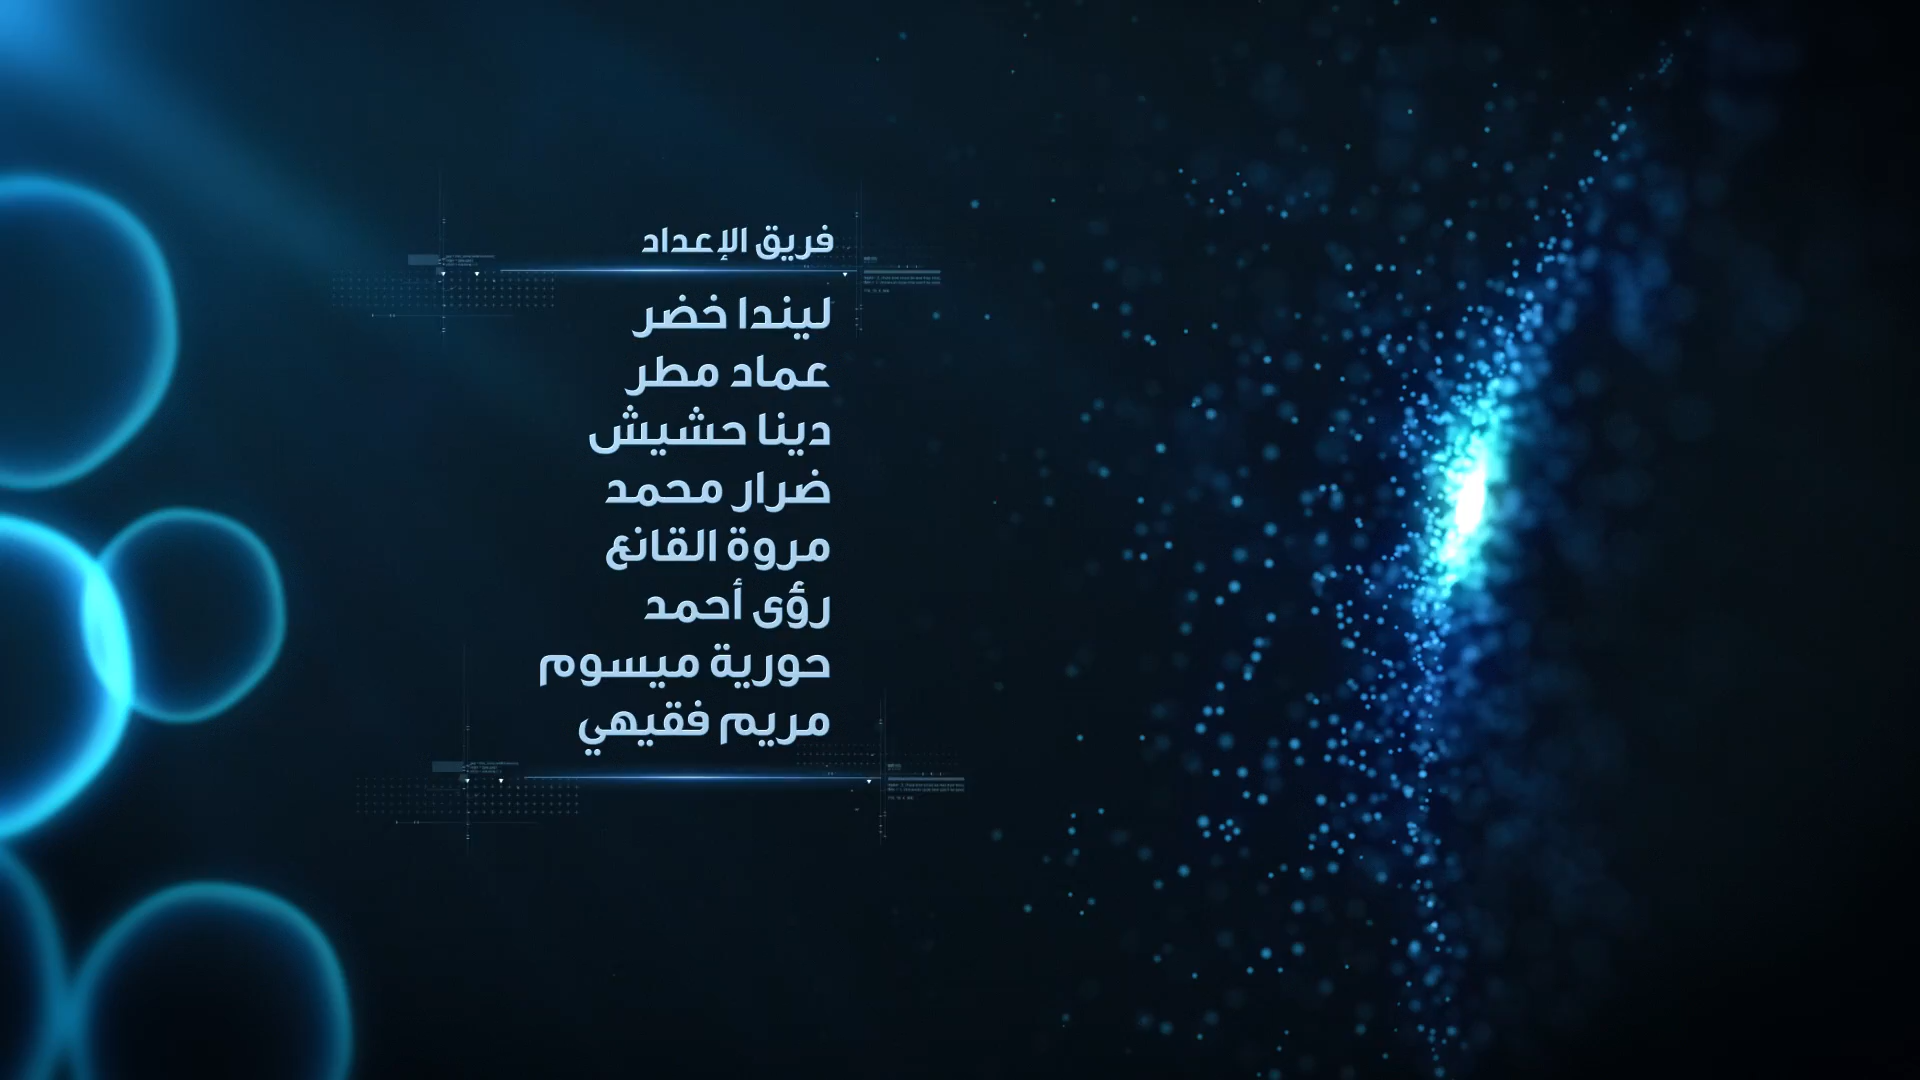 فريق الإعداد
ليندا خضر
عماد مطر
دينا حشيش
ضرار محمد
مروة القانع
رؤى أحمد
حورية ميسوم
مريم فقيهي